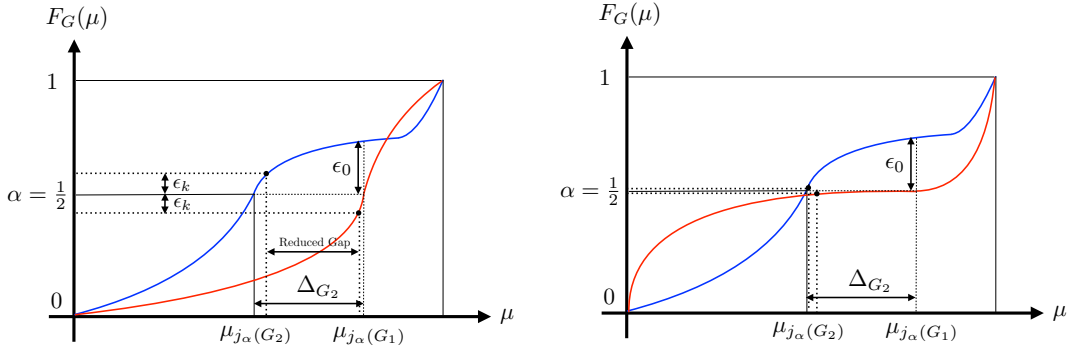 F_G(μ)
1
α = 1/2
ϵ_k
ϵ_k
ϵ_0
Reduced Gap
Δ_{G_2}
0
μ_{j_α(G_2)}
μ_{j_α(G_1)}
μ
F_G(μ)
1
α = 1/2
ϵ_0
Δ_{G_2}
0
μ_{j_α(G_2)}
μ_{j_α(G_1)}
μ